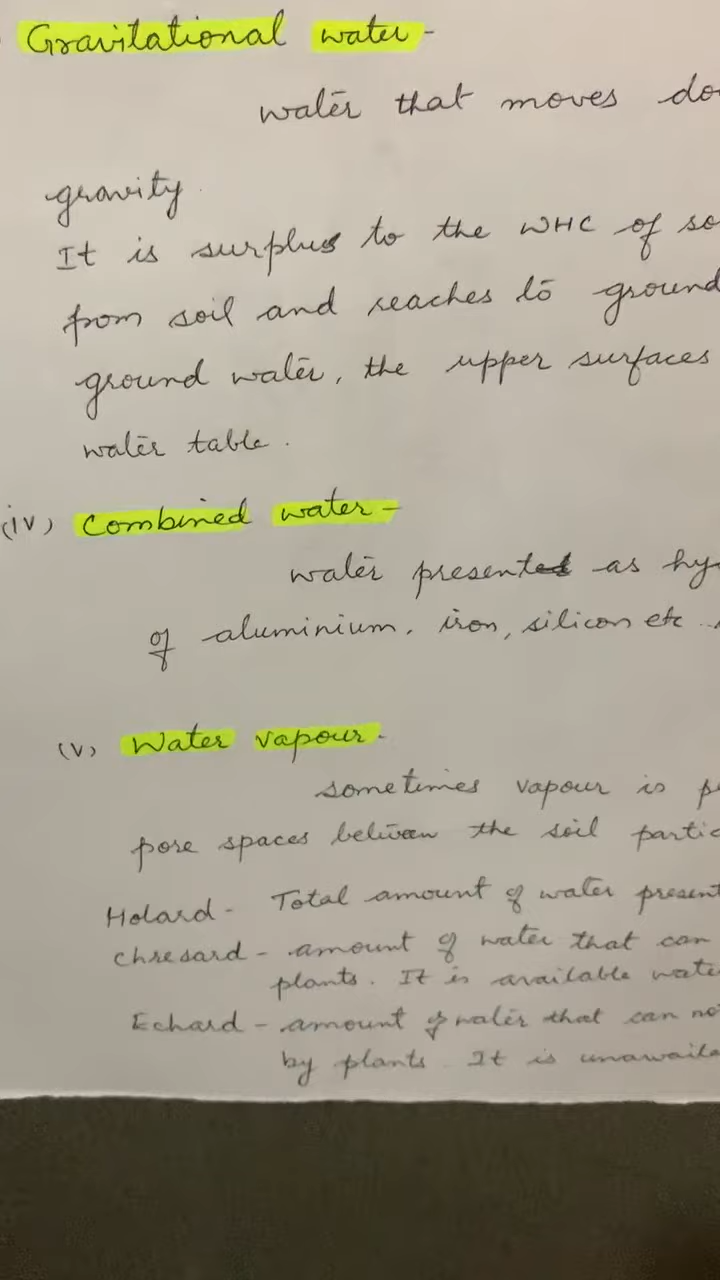 Gravitational water-
water that moves do
gravity.
It is surplus to the WHC of so
from soil and reaches to ground
ground water, the upper surfaces
water table.
(iv) Combined water-
water presented as hy
of aluminium, iron, silicon etc..
(v) Water vapour-
sometimes vapour is p
pore spaces between the soil partic
Holard- Total amount of water present
chresard- amount of water that can
plants. It is available wate
Echard- amount of water that can no
by plants. It is unavaila